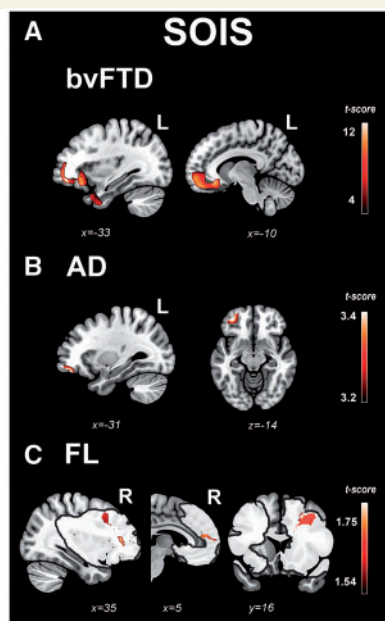 A
SOIS
bvFTD
L
L
t-score
12
4
x=-33
x=-10
B
AD
L
t-score
3.4
3.2
x=-31
z=-14
C
FL
R
R
t-score
1.75
1.54
x=35
x=5
y=16